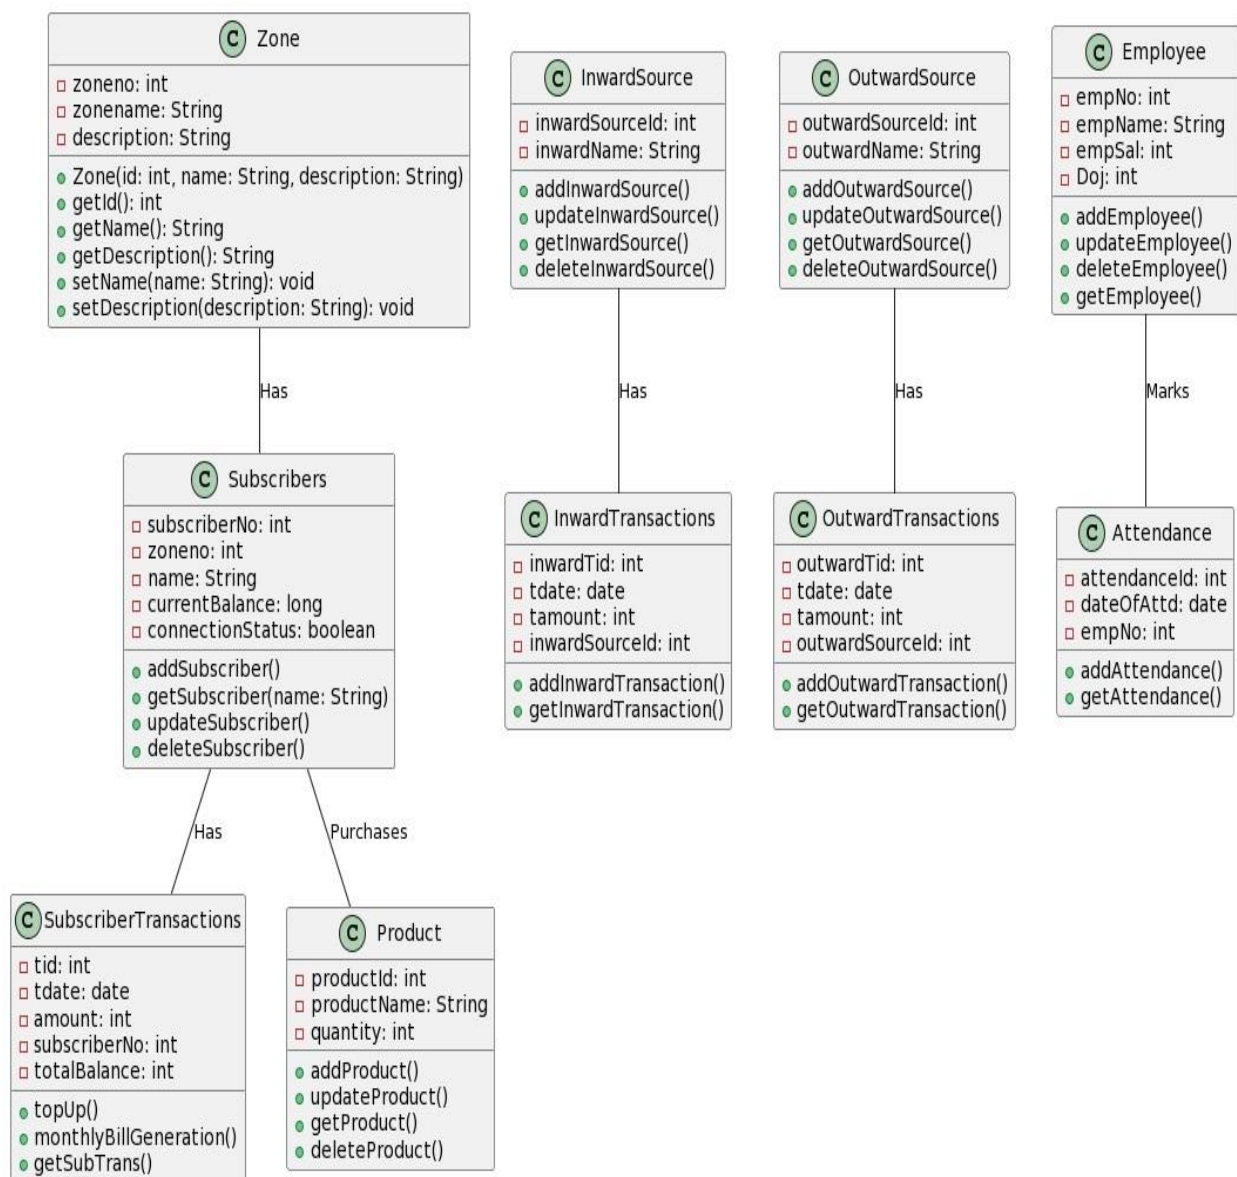 C Zone
zoneno: int
zonename: String
description: String
Zone(id: int, name: String, description: String)
getId(): int
getName(): String
getDescription(): String
setName(name: String): void
setDescription(description: String): void
C InwardSource
inwardSourceId: int
inwardName: String
addInwardSource()
updateInwardSource()
getInwardSource()
deleteInwardSource()
C OutwardSource
outwardSourceId: int
outwardName: String
addOutwardSource()
updateOutwardSource()
getOutwardSource()
deleteOutwardSource()
C Employee
empNo: int
empName: String
empSal: int
Doj: int
addEmployee()
updateEmployee()
deleteEmployee()
getEmployee()
Has
Has
Has
Marks
C Subscribers
subscriberNo: int
zoneno: int
name: String
currentBalance: long
connectionStatus: boolean
addSubscriber()
getSubscriber(name: String)
updateSubscriber()
deleteSubscriber()
C InwardTransactions
inwardTid: int
tdate: date
tamount: int
inwardSourceId: int
addInwardTransaction()
getInwardTransaction()
C OutwardTransactions
outwardTid: int
tdate: date
tamount: int
outwardSourceId: int
addOutwardTransaction()
getOutwardTransaction()
C Attendance
attendanceId: int
dateOfAttd: date
empNo: int
addAttendance()
getAttendance()
Has
Purchases
C SubscriberTransactions
tid: int
tdate: date
amount: int
subscriberNo: int
totalBalance: int
topUp()
monthlyBillGeneration()
getSubTrans()
C Product
productId: int
productName: String
quantity: int
addProduct()
updateProduct()
getProduct()
deleteProduct()